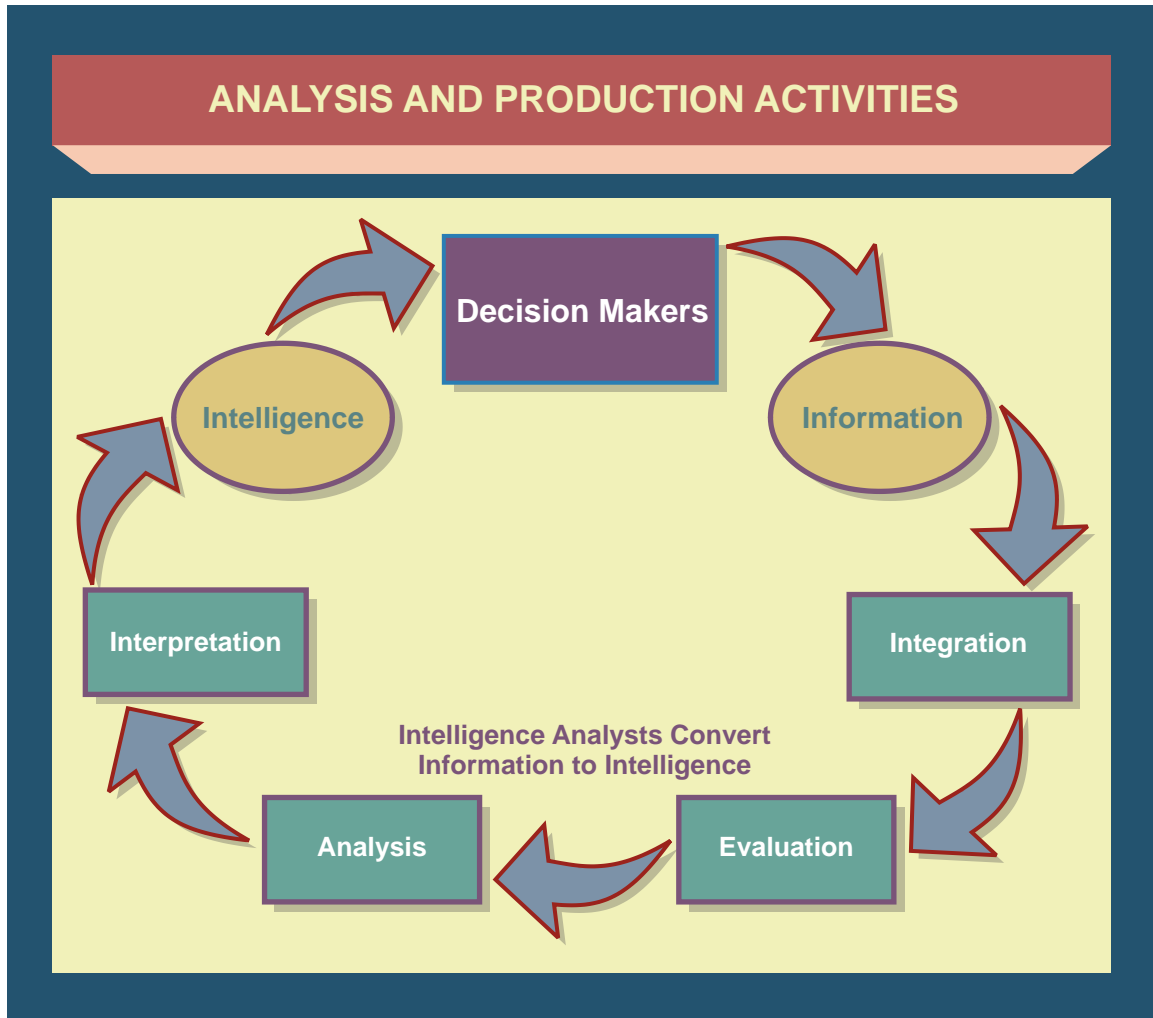 ANALYSIS AND PRODUCTION ACTIVITIES
Decision Makers
Intelligence
Information
Interpretation
Integration
Intelligence Analysts Convert
Information to Intelligence
Analysis
Evaluation